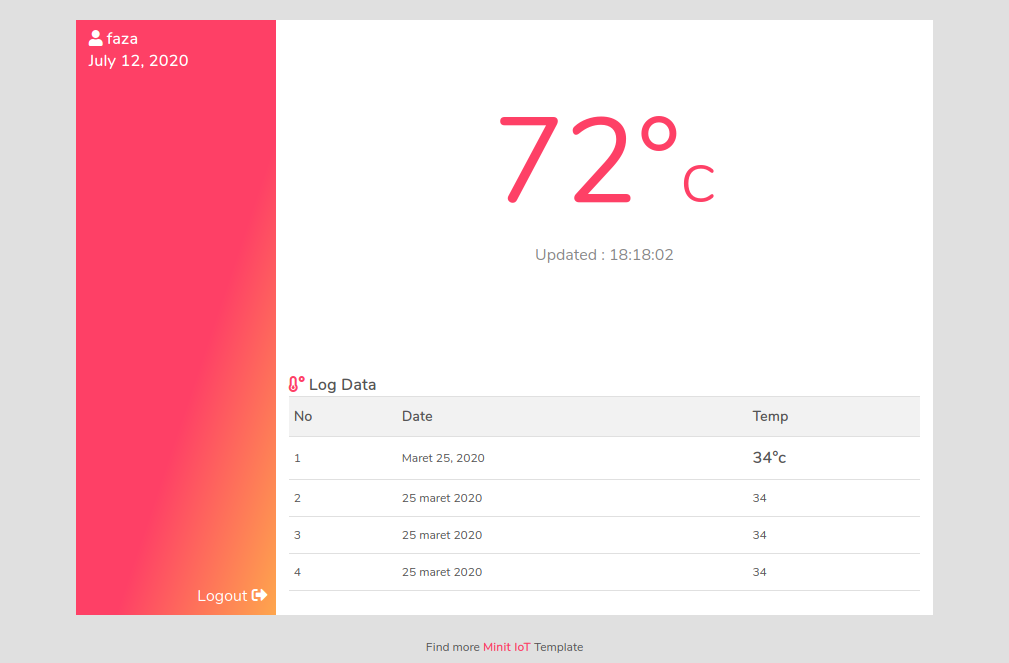 faza
July 12, 2020
72° C
Updated : 18:18:02
Log Data
No Date Temp
1 Maret 25, 2020 34°c
2 25 maret 2020 34
3 25 maret 2020 34
4 25 maret 2020 34
Logout
Find more Minit IoT Template